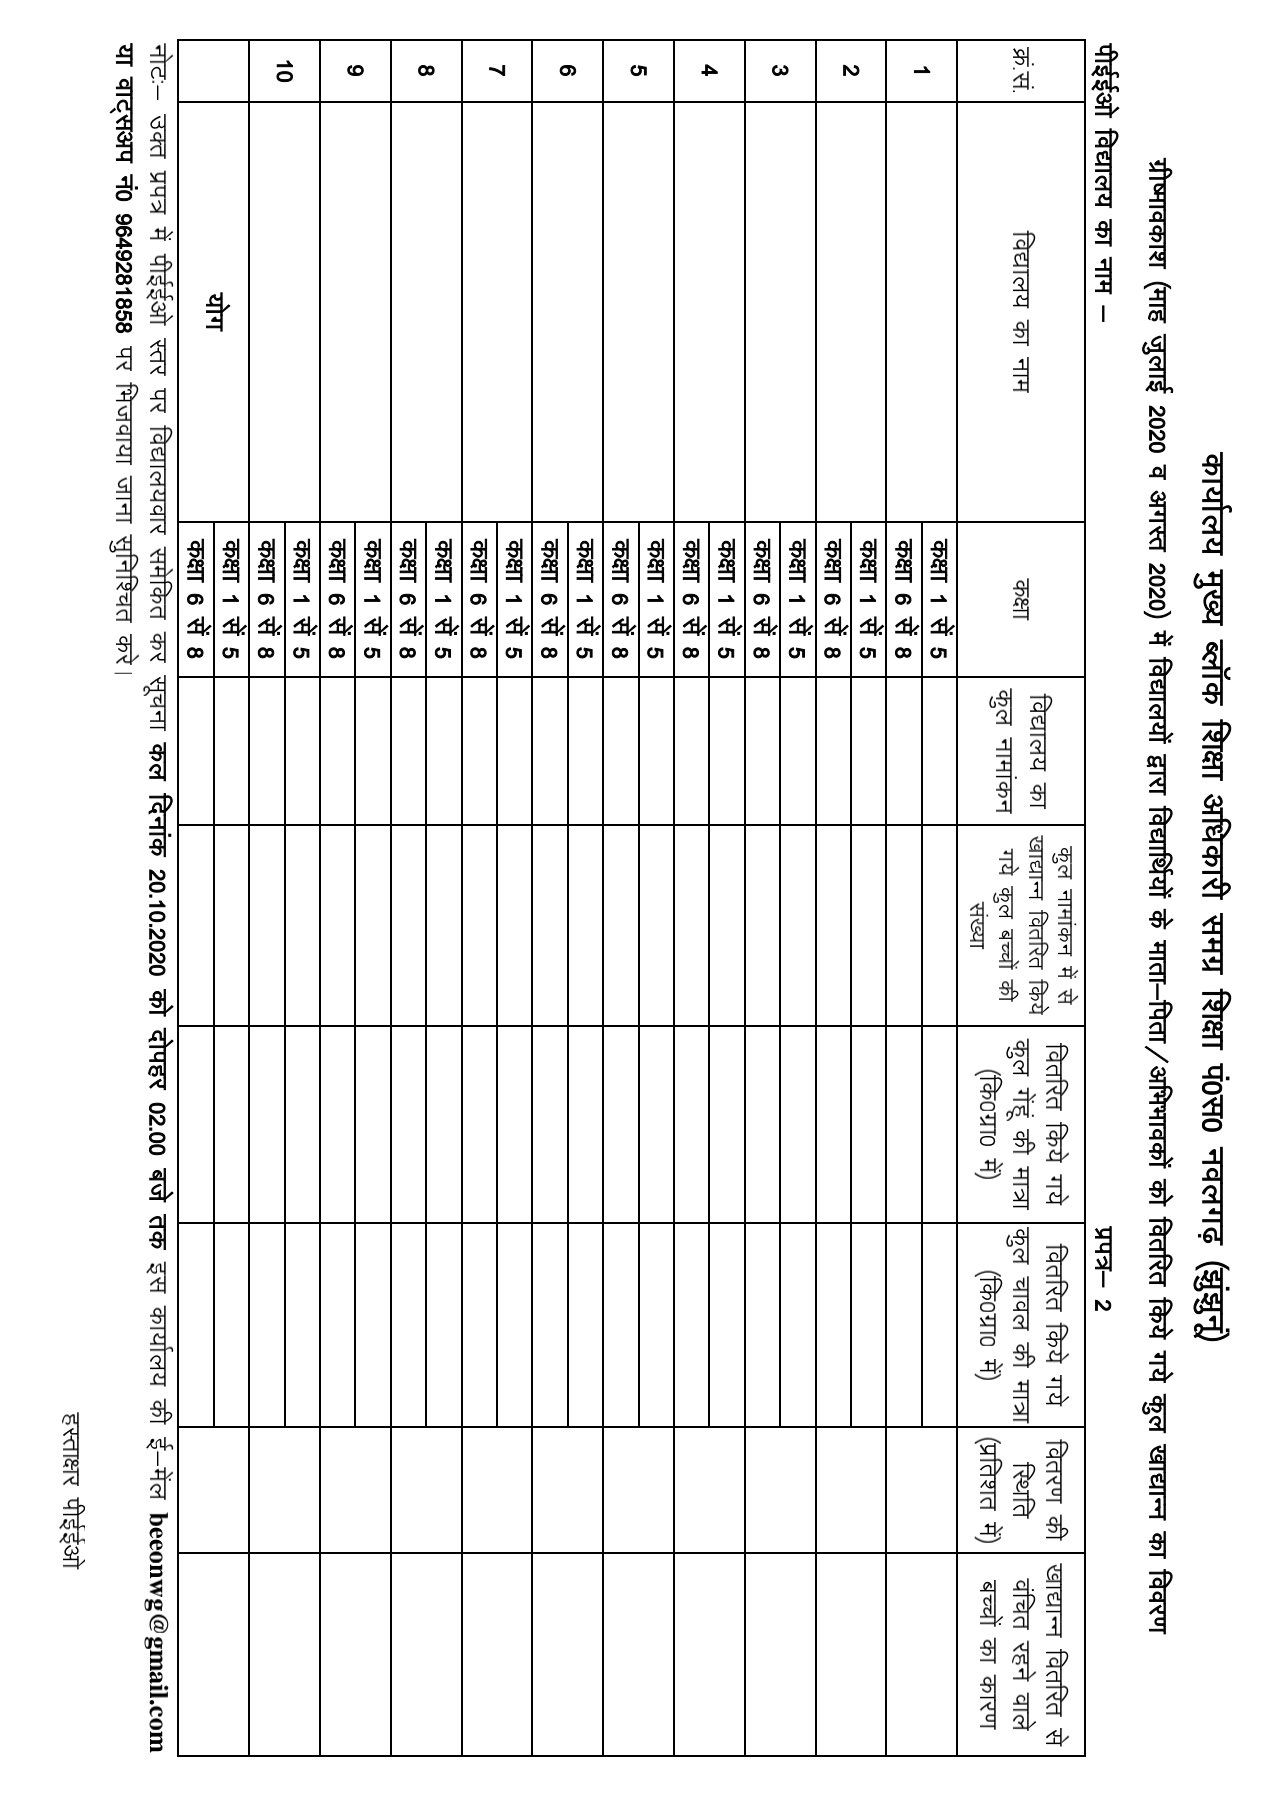 कार्यालय मुख्य ब्लॉक शिक्षा अधिकारी समग्र शिक्षा पं0स0 नवलगढ़ (झुंझुनूं)
ग्रीष्मावकाश (माह जुलाई 2020 व अगस्त 2020) में विद्यालयों द्वारा विद्यार्थियों के माता–पिता/अभिभावकों को वितरित किये गये कुल खाद्यान्न का विवरण
पीईईओ विद्यालय का नाम –
प्रपत्र– 2
क्रं.सं.
विद्यालय का नाम
कक्षा
विद्यालय का
कुल नामांकन
कुल नामांकन में से
खाद्यान्न वितरित किये
गये कुल बच्चों की
संख्या
वितरित किये गये
कुल गेंहूं की मात्रा
(कि0ग्रा0 में)
वितरित किये गये
कुल चावल की मात्रा
(कि0ग्रा0 में)
वितरण की
स्थिति
(प्रतिशत में)
खाद्यान्न वितरित से
वंचित रहने वाले
बच्चों का कारण
1
कक्षा 1 सें 5
कक्षा 6 सें 8
2
कक्षा 1 सें 5
कक्षा 6 सें 8
3
कक्षा 1 सें 5
कक्षा 6 सें 8
4
कक्षा 1 सें 5
कक्षा 6 सें 8
5
कक्षा 1 सें 5
कक्षा 6 सें 8
6
कक्षा 1 सें 5
कक्षा 6 सें 8
7
कक्षा 1 सें 5
कक्षा 6 सें 8
8
कक्षा 1 सें 5
कक्षा 6 सें 8
9
कक्षा 1 सें 5
कक्षा 6 सें 8
10
कक्षा 1 सें 5
कक्षा 6 सें 8
योग
कक्षा 1 सें 5
कक्षा 6 सें 8
नोटः– उक्त प्रपत्र में पीईईओ स्तर पर विद्यालयवार समेकित कर सूचना कल दिनांक 20.10.2020 को दोपहर 02.00 बजे तक इस कार्यालय की ई–मेंल beeonwg@gmail.com
या वाट्सअप नं0 9649281858 पर भिजवाया जाना सुनिश्चित करे।
हस्ताक्षर पीईईओ